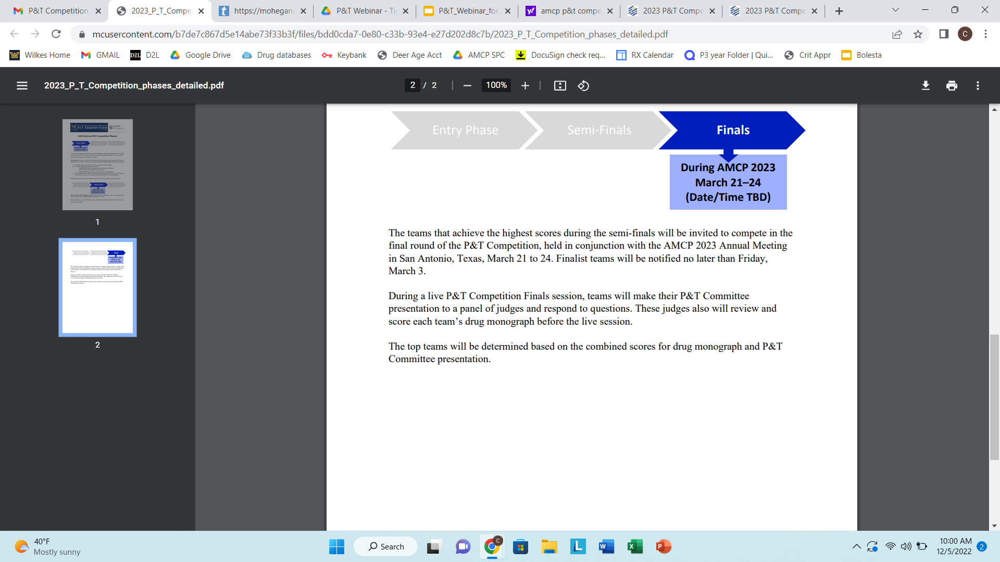 P&T Competition
2023_P_T_Compe
https://mohegan
P&T Webinar - Ti
P&T_Webinar_for
amcp p&t compe
2023 P&T Compe
2023 P&T Compe
mcusercontent.com/b7de7c867d5e14abe73f33b3f/files/bdd0cda7-0e80-c33b-93e4-e27d202d8c7b/2023_P_T_Competition_phases_detailed.pdf
C
Wilkes Home
GMAIL
D2L D2L
Google Drive
Drug databases
Keybank
Deer Age Acct
AMCP SPC
DocuSign check req...
RX Calendar
P3 year Folder | Qui...
Crit Appr
Bolesta
2023_P_T_Competition_phases_detailed.pdf
2 / 2
100%
2023 National P&T Competition Phases
1
2
Entry Phase
Semi-Finals
Finals
During AMCP 2023
March 21–24
(Date/Time TBD)
The teams that achieve the highest scores during the semi-finals will be invited to compete in the
final round of the P&T Competition, held in conjunction with the AMCP 2023 Annual Meeting
in San Antonio, Texas, March 21 to 24. Finalist teams will be notified no later than Friday,
March 3.
During a live P&T Competition Finals session, teams will make their P&T Committee
presentation to a panel of judges and respond to questions. These judges also will review and
score each team’s drug monograph before the live session.
The top teams will be determined based on the combined scores for drug monograph and P&T
Committee presentation.
40°F
Mostly sunny
Search
10:00 AM
12/5/2022
2